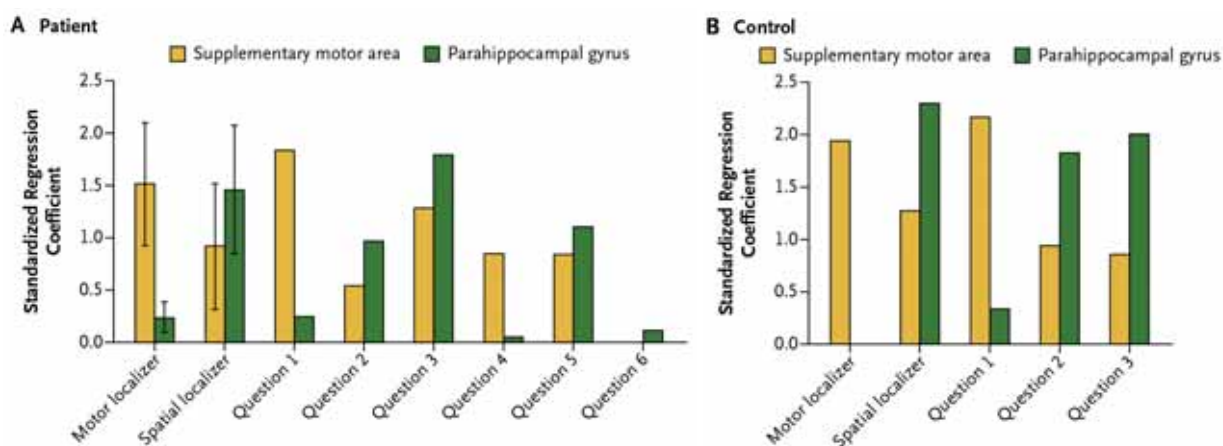 A Patient
Supplementary motor area
Parahippocampal gyrus
Standardized Regression
Coefficient
2.5
2.0
1.5
1.0
0.5
0.0
Motor localizer
Spatial localizer
Question 1
Question 2
Question 3
Question 4
Question 5
Question 6
B Control
Supplementary motor area
Parahippocampal gyrus
Standardized Regression
Coefficient
2.5
2.0
1.5
1.0
0.5
0.0
Motor localizer
Spatial localizer
Question 1
Question 2
Question 3